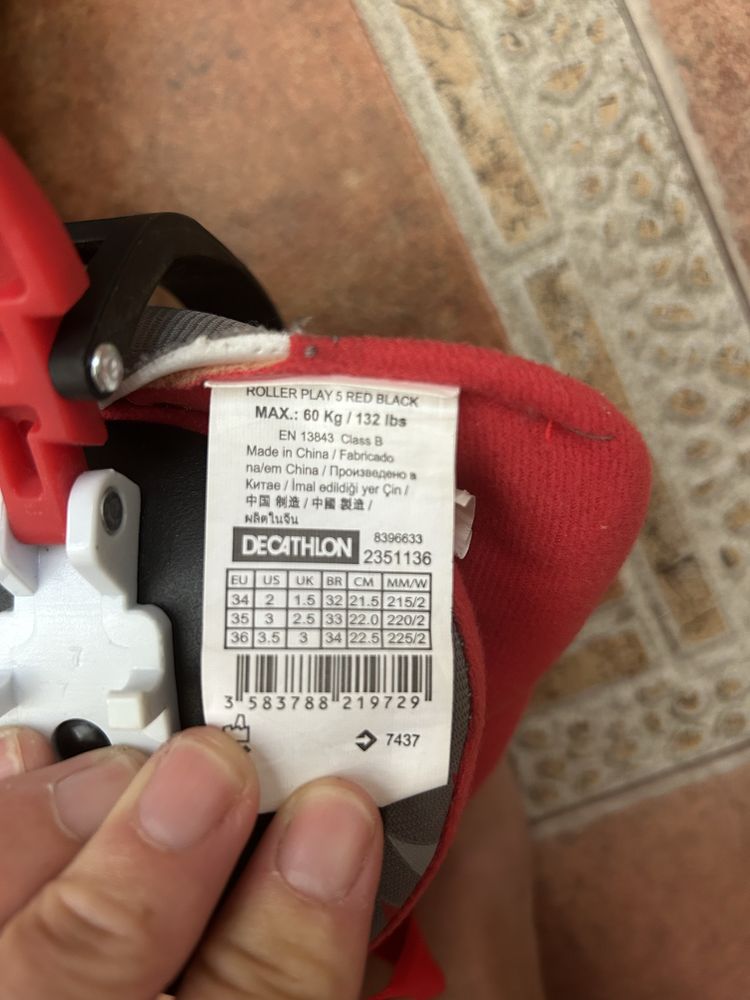 ROLLER PLAY 5 RED BLACK
MAX.: 60 Kg / 132 lbs
EN 13843 Class B
Made in China / Fabricado
na/em China / Произведено в
Китае / İmal edildiği yer Çin /
中国 制造 / 中國 製造 /
ผลิตในจีน
DECATHLON 8396633
2351136
EU US UK BR CM MM/W
34 2 1.5 32 21.5 215/2
35 3 2.5 33 22.0 220/2
36 3.5 3 34 22.5 225/2
3 583788 219729
7437